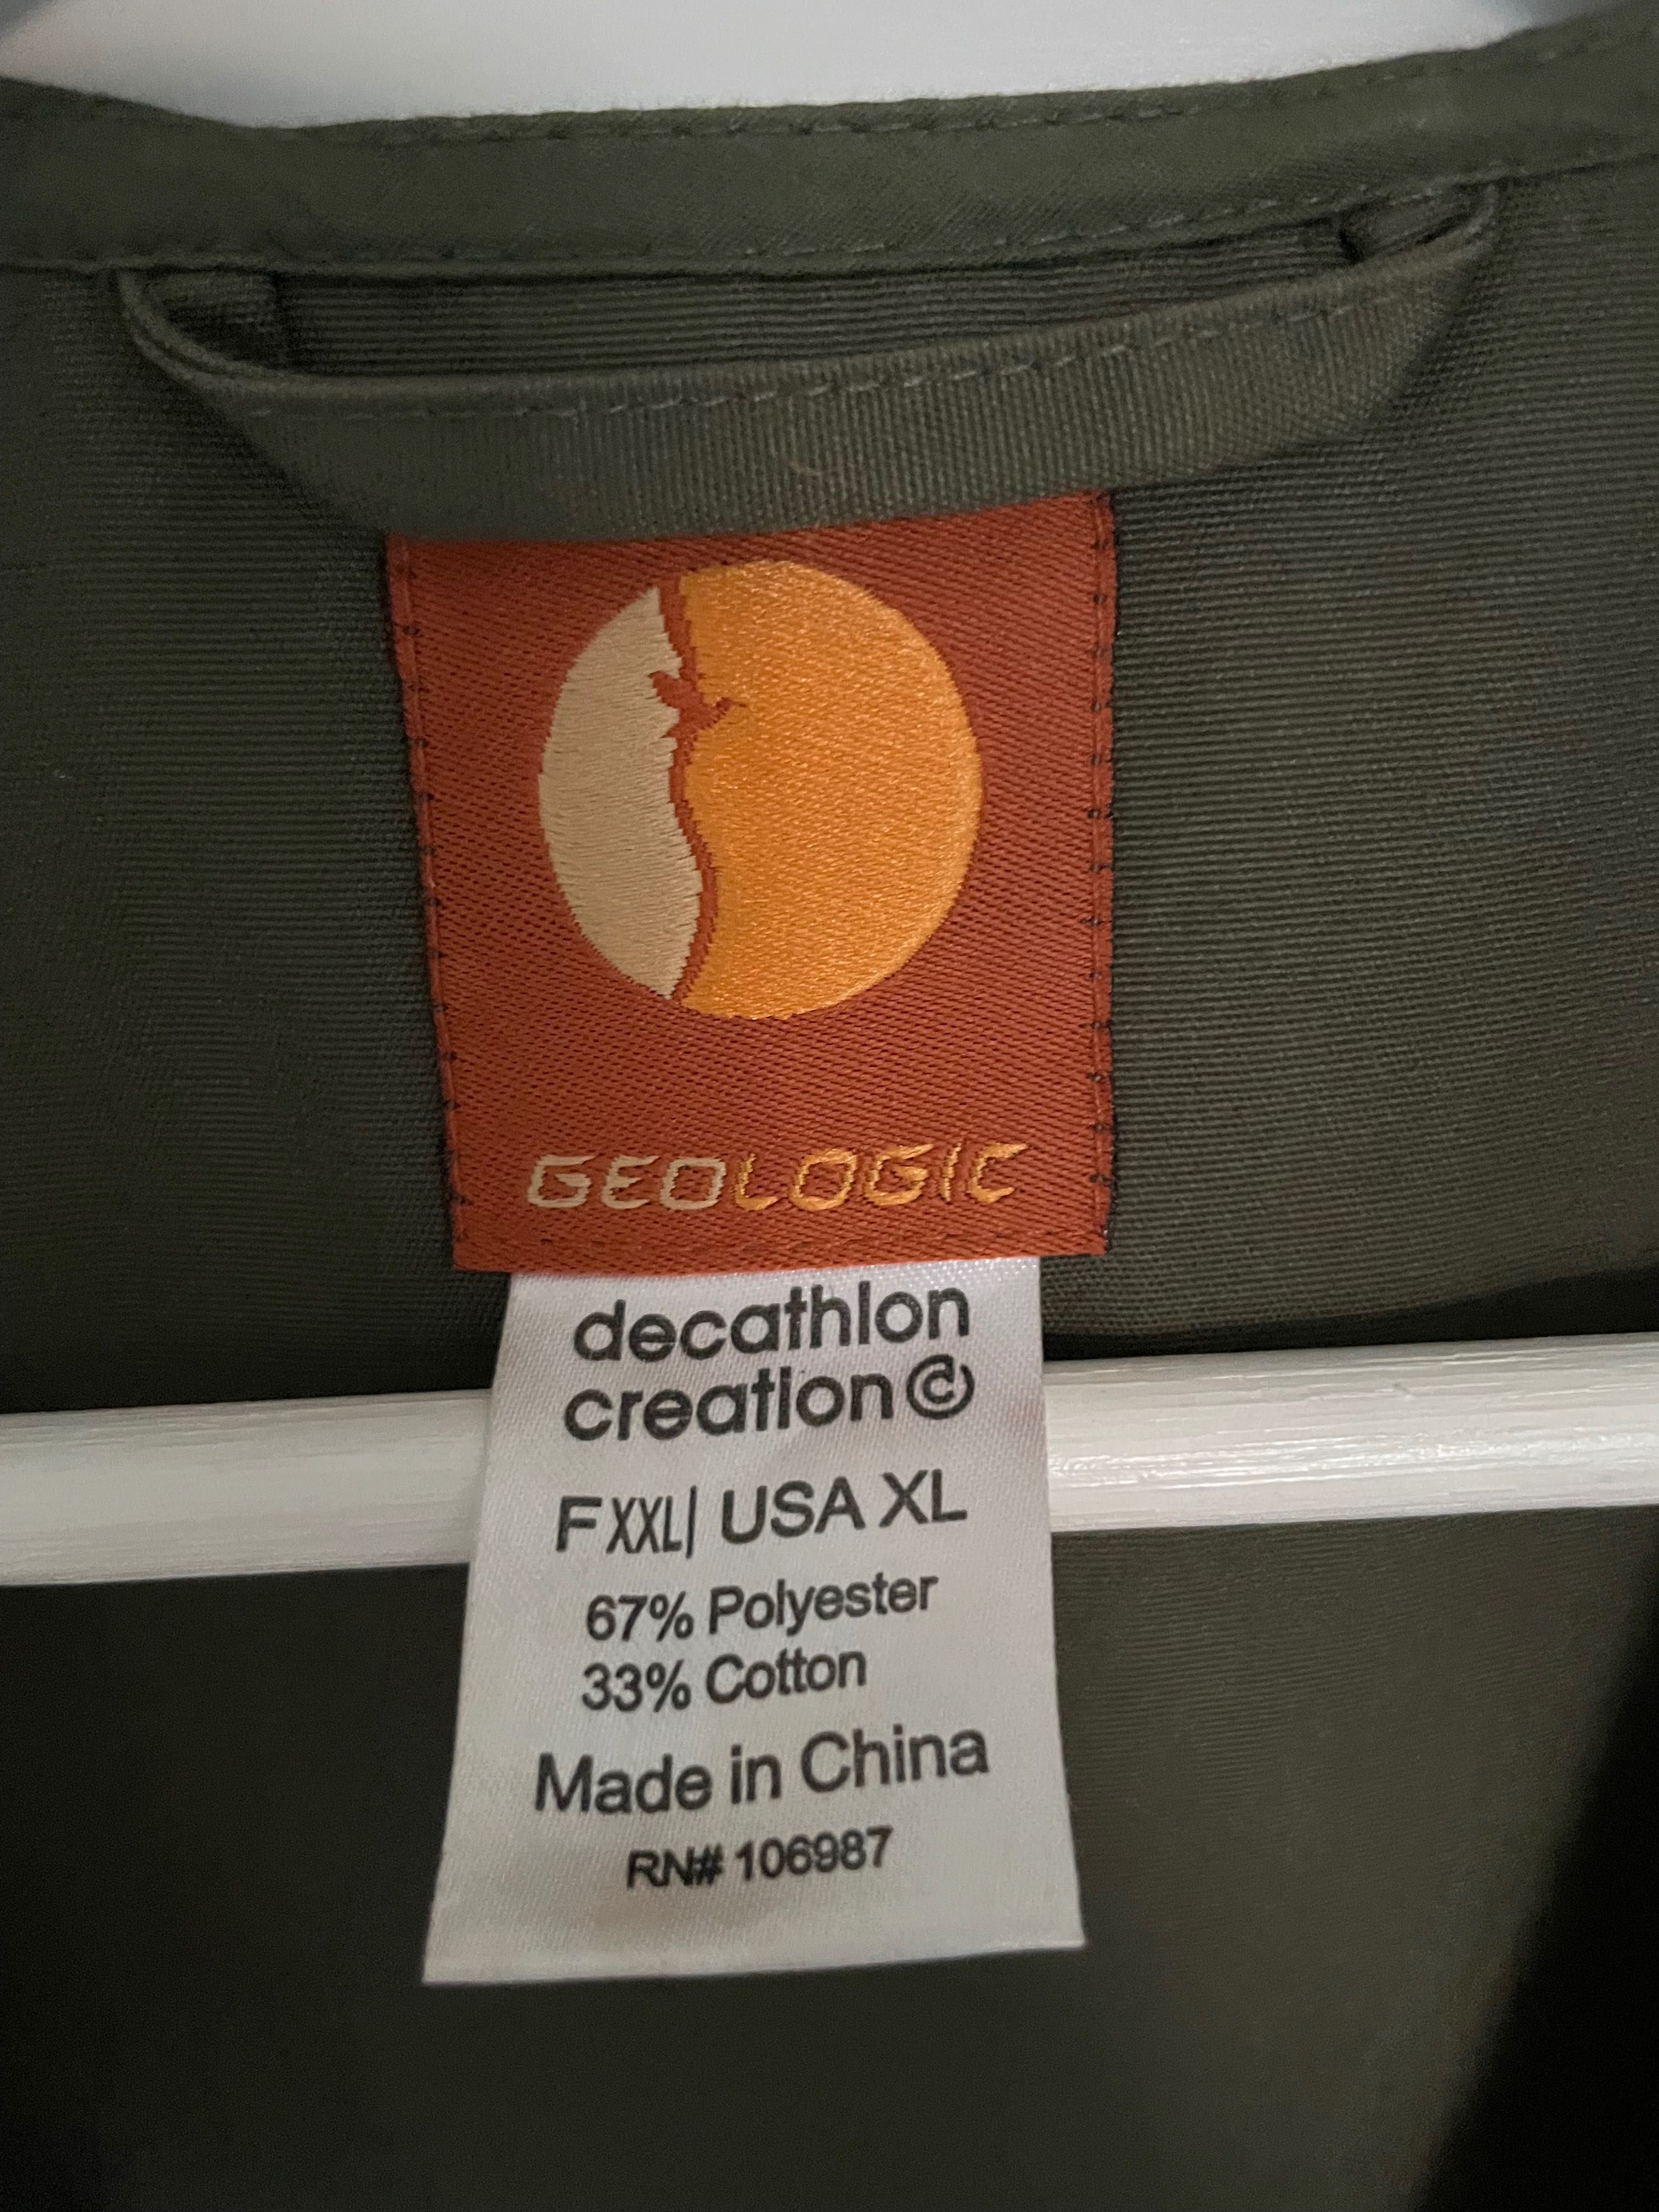 GEOLOGIC
decathlon
creation©
F XXL| USA XL
67% Polyester
33% Cotton
Made in China
RN# 106987